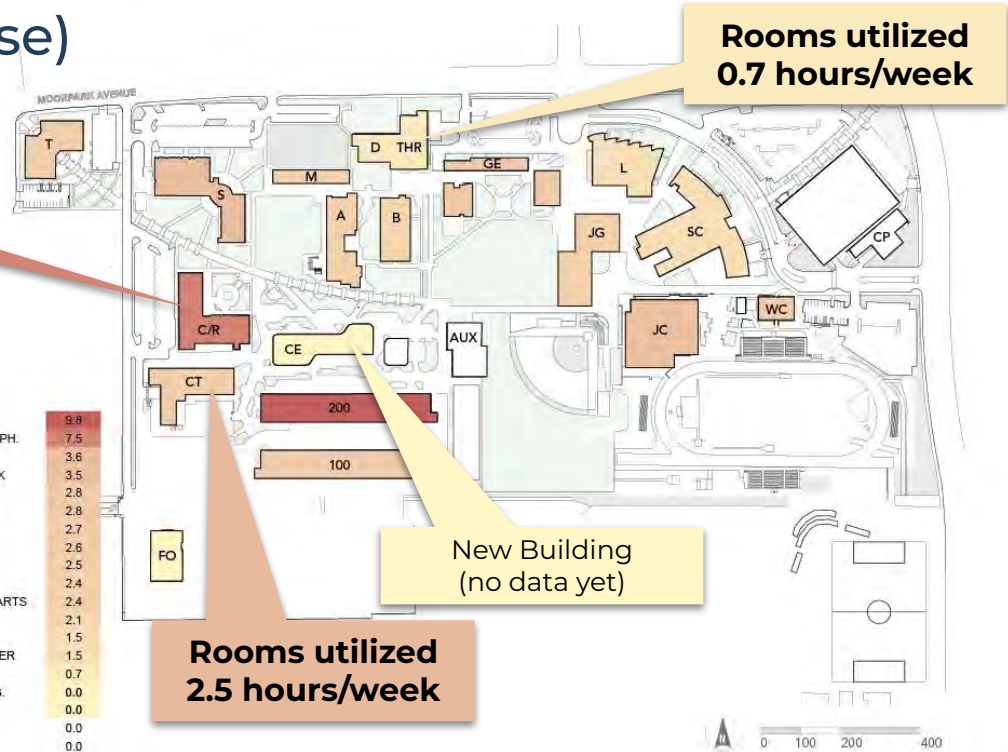 se)
Rooms utilized
0.7 hours/week
MOORPARK AVENUE
T
D THR
GE
M
S
L
A
B
JG
SC
CP
C/R
CE
AUX
JC
WC
CT
200
100
FO
9.8
PH. 7.5
3.6
X 3.5
2.8
2.8
2.7
2.6
2.5
2.4
ARTS 2.4
2.1
1.5
ER 1.5
0.7
0.0
0.0
0.0
0.0
New Building
(no data yet)
Rooms utilized
2.5 hours/week
N
0 100 200 400